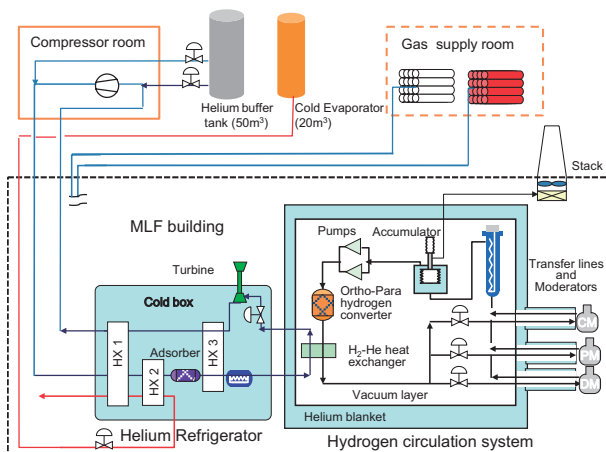 Compressor room
Helium buffer
tank (50m³)
Cold Evaporator
(20m³)
Gas
supply room
Stack
MLF building
Turbine
Cold box
HX 1
HX 2
Adsorber
HX 3
Helium Refrigerator
Pumps
Accumulator
Ortho-Para
hydrogen
converter
H₂-He heat
exchanger
Vacuum layer
Helium blanket
Hydrogen circulation system
Transfer lines
and
Moderators
CM
PM
DM